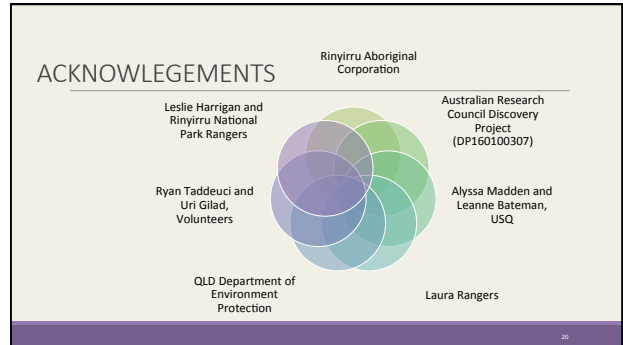 ACKNOWLEGEMENTS
Rinyirru Aboriginal
Corporation
Australian Research
Council Discovery
Project
(DP160100307)
Alyssa Madden and
Leanne Bateman,
USQ
Laura Rangers
QLD Department of
Environment
Protection
Ryan Taddeuci and
Uri Gilad,
Volunteers
Leslie Harrigan and
Rinyirru National
Park Rangers
20